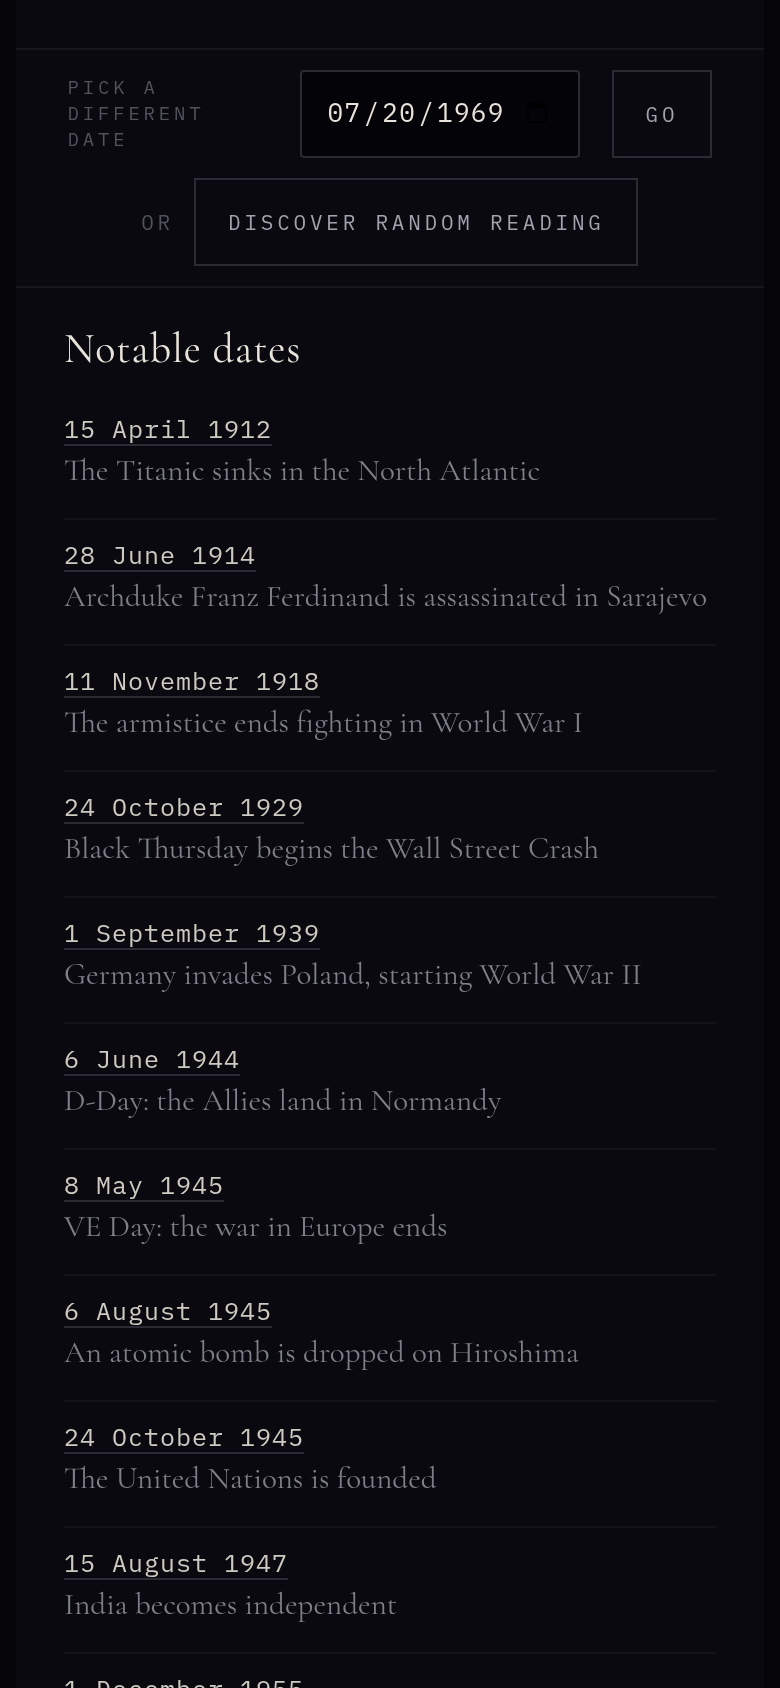 PICK A
DIFFERENT
DATE
07/20/1969
GO
OR
DISCOVER RANDOM READING
Notable dates
15 April 1912
The Titanic sinks in the North Atlantic
28 June 1914
Archduke Franz Ferdinand is assassinated in Sarajevo
11 November 1918
The armistice ends fighting in World War I
24 October 1929
Black Thursday begins the Wall Street Crash
1 September 1939
Germany invades Poland, starting World War II
6 June 1944
D-Day: the Allies land in Normandy
8 May 1945
VE Day: the war in Europe ends
6 August 1945
An atomic bomb is dropped on Hiroshima
24 October 1945
The United Nations is founded
15 August 1947
India becomes independent
1 December 1955